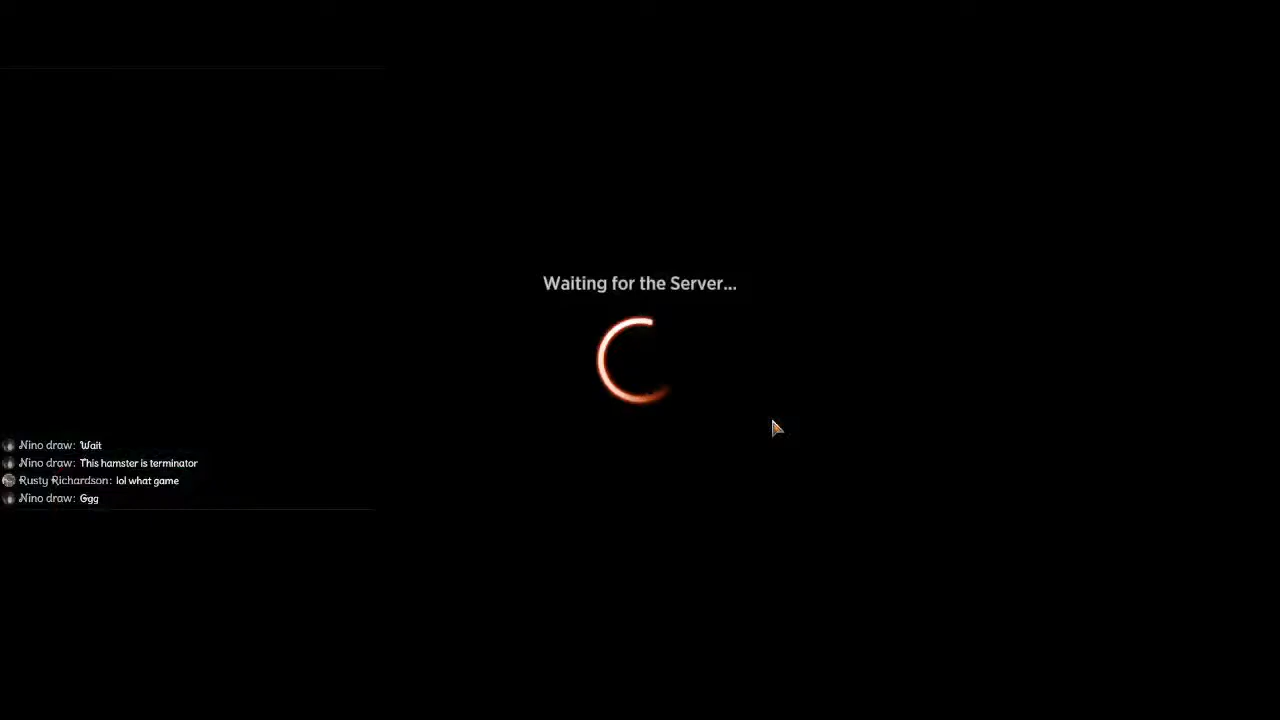 Waiting for the Server...
Nino draw: Wait
Nino draw: This hamster is terminator
Rusty Richardson: lol what game
Nino draw: Ggg